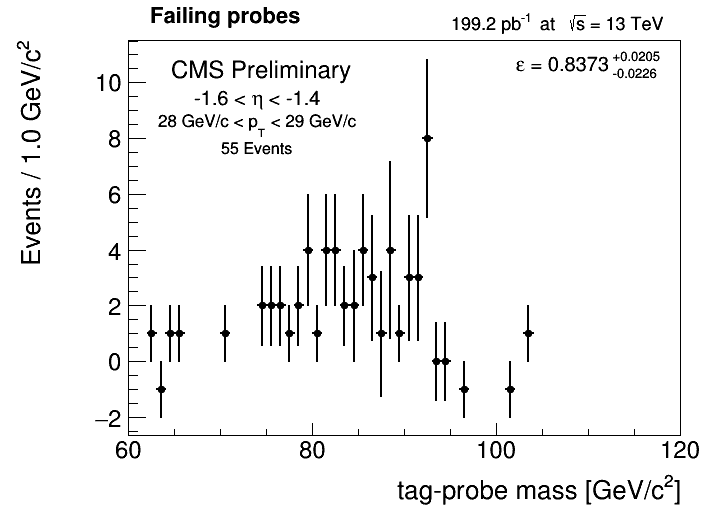 Failing probes
199.2 pb⁻¹ at √s = 13 TeV
CMS Preliminary
ε = 0.8373 +0.0205 -0.0226
-1.6 < η < -1.4
28 GeV/c < p_T < 29 GeV/c
55 Events
Events / 1.0 GeV/c²
10
8
6
4
2
0
−2
60 80 100 120
tag-probe mass [GeV/c²]